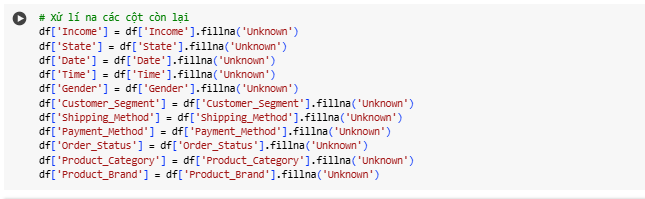 # Xử lí na các cột còn lại
df['Income'] = df['Income'].fillna('Unknown')
df['State'] = df['State'].fillna('Unknown')
df['Date'] = df['Date'].fillna('Unknown')
df['Time'] = df['Time'].fillna('Unknown')
df['Gender'] = df['Gender'].fillna('Unknown')
df['Customer_Segment'] = df['Customer_Segment'].fillna('Unknown')
df['Shipping_Method'] = df['Shipping_Method'].fillna('Unknown')
df['Payment_Method'] = df['Payment_Method'].fillna('Unknown')
df['Order_Status'] = df['Order_Status'].fillna('Unknown')
df['Product_Category'] = df['Product_Category'].fillna('Unknown')
df['Product_Brand'] = df['Product_Brand'].fillna('Unknown')